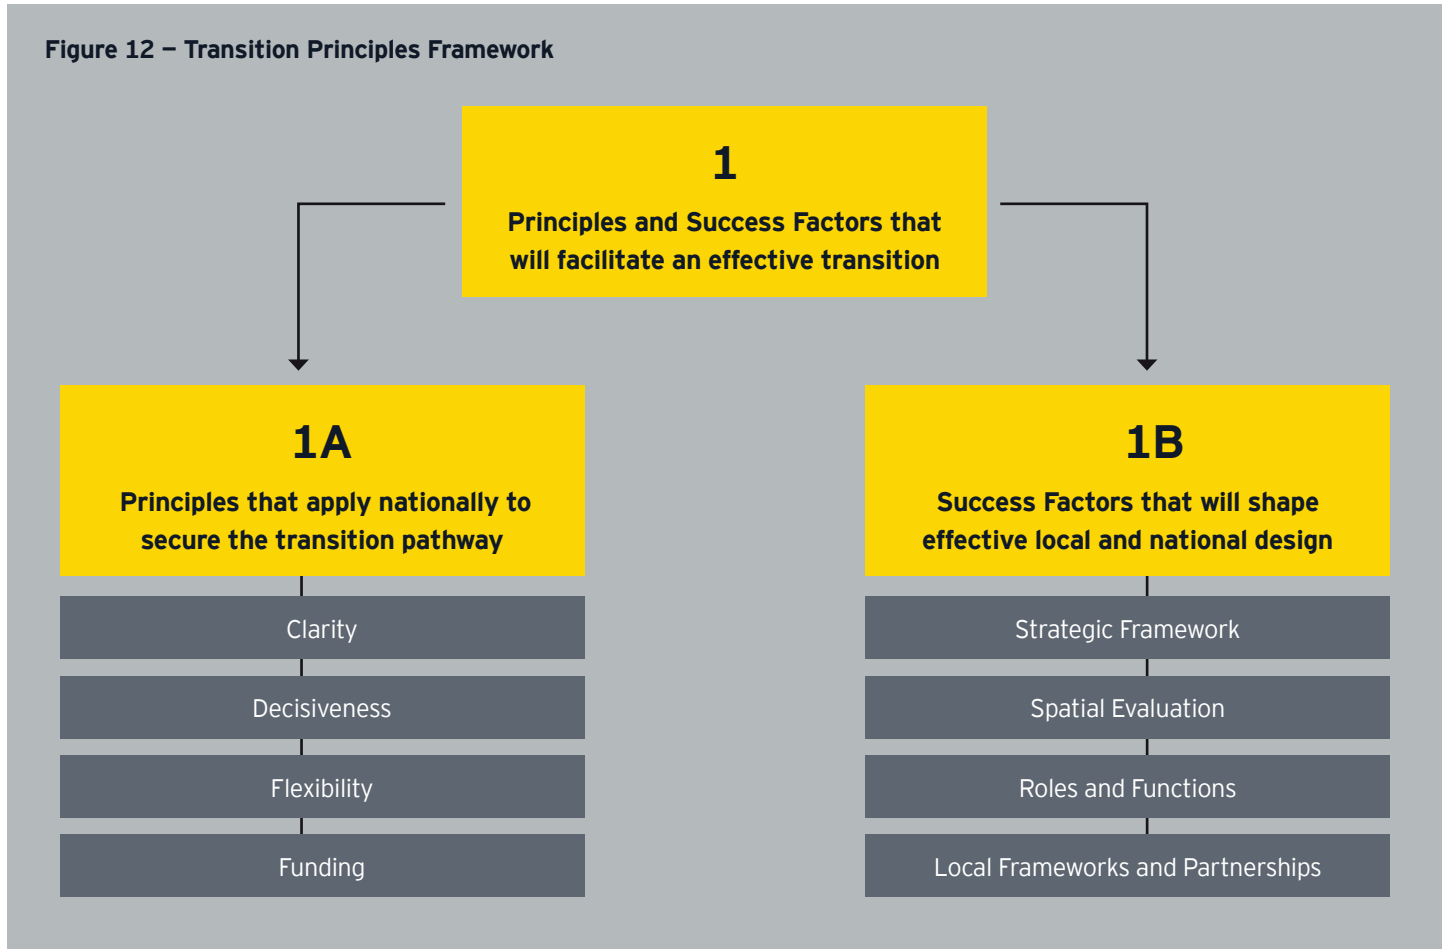 Figure 12 – Transition Principles Framework
1
Principles and Success Factors that
will facilitate an effective transition
1A
Principles that apply nationally to
secure the transition pathway
Clarity
Decisiveness
Flexibility
Funding
1B
Success Factors that will shape
effective local and national design
Strategic Framework
Spatial Evaluation
Roles and Functions
Local Frameworks and Partnerships